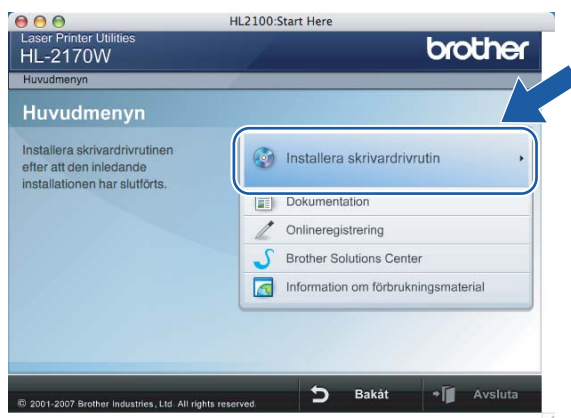 HL2100:Start Here
Laser Printer Utilities
HL-2170W
brother
Huvudmenyn
Huvudmenyn
Installera skrivardrivrutinen
efter att den inledande
installationen har slutförts.
Installera skrivardrivrutin
Dokumentation
Onlineregistrering
Brother Solutions Center
Information om förbrukningsmaterial
© 2001-2007 Brother Industries, Ltd. All rights reserved.
Bakåt
Avsluta